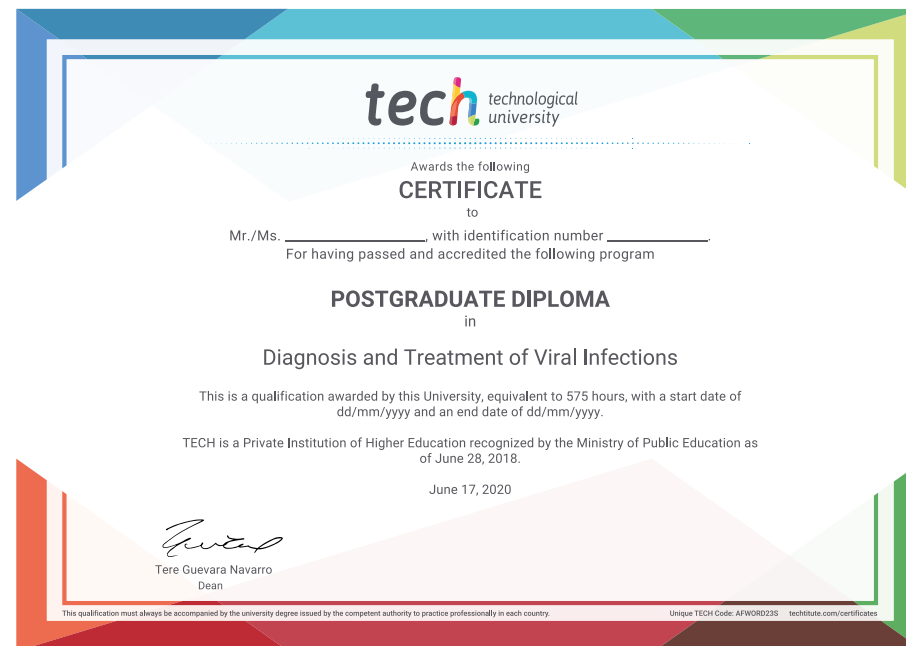 tech technological
university
Awards the following
CERTIFICATE
to
Mr./Ms. ____________________, with identification number ______________.
For having passed and accredited the following program
POSTGRADUATE DIPLOMA
in
Diagnosis and Treatment of Viral Infections
This is a qualification awarded by this University, equivalent to 575 hours, with a start date of
dd/mm/yyyy and an end date of dd/mm/yyyy.
TECH is a Private Institution of Higher Education recognized by the Ministry of Public Education as
of June 28, 2018.
June 17, 2020
Tere Guevara Navarro
Dean
This qualification must always be accompanied by the university degree issued by the competent authority to practice professionally in each country. Unique TECH Code: AFWORD23S techtitute.com/certificates